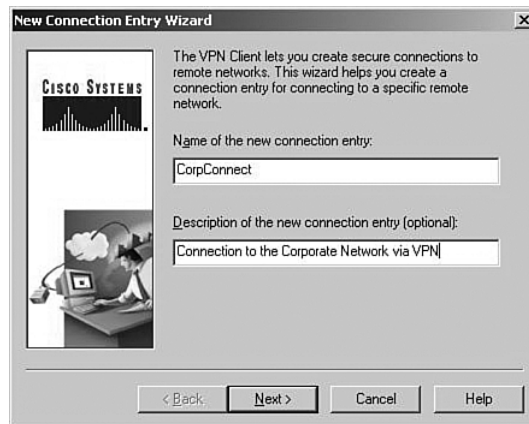 New Connection Entry Wizard
CISCO SYSTEMS
The VPN Client lets you create secure connections to
remote networks. This wizard helps you create a
connection entry for connecting to a specific remote
network.
Name of the new connection entry:
CorpConnect
Description of the new connection entry (optional):
Connection to the Corporate Network via VPN
< Back
Next >
Cancel
Help